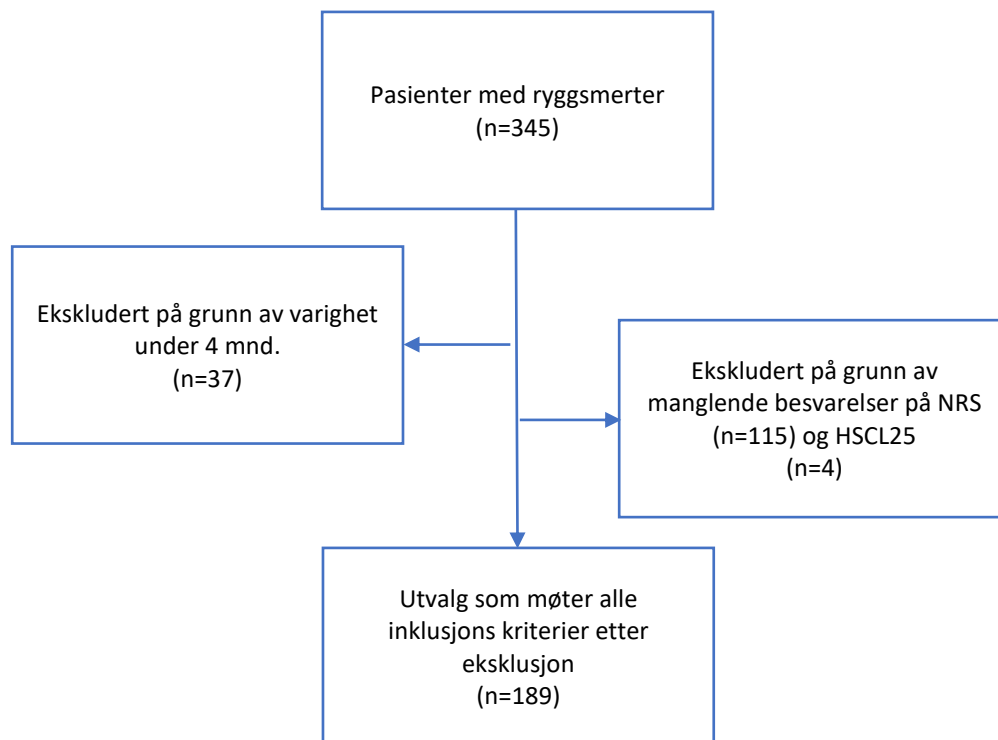 Pasienter med ryggsmerter
(n=345)
Ekskludert på grunn av varighet
under 4 mnd.
(n=37)
Ekskludert på grunn av
manglende besvarelser på NRS
(n=115) og HSCL25
(n=4)
Utvalg som møter alle
inklusjons kriterier etter
eksklusjon
(n=189)